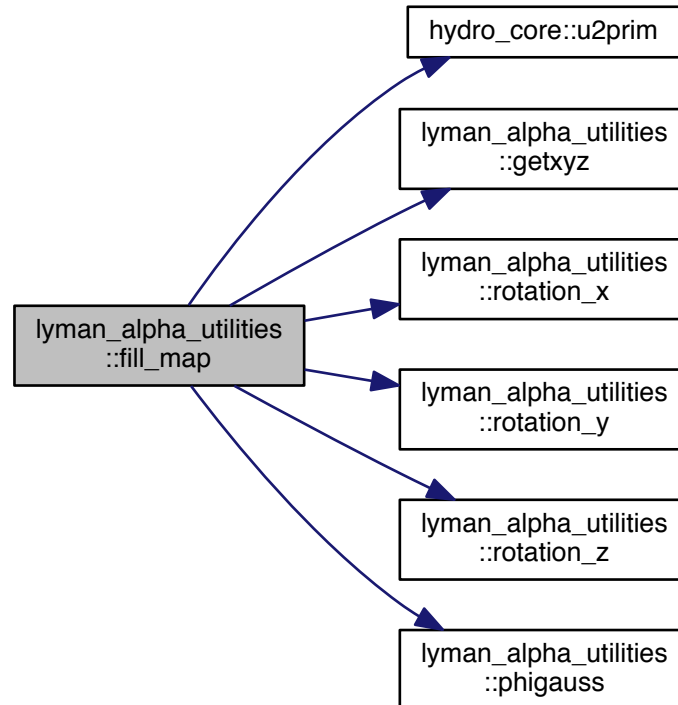 hydro_core::u2prim
lyman_alpha_utilities
::getxyz
lyman_alpha_utilities
::rotation_x
lyman_alpha_utilities
::fill_map
lyman_alpha_utilities
::rotation_y
lyman_alpha_utilities
::rotation_z
lyman_alpha_utilities
::phigauss